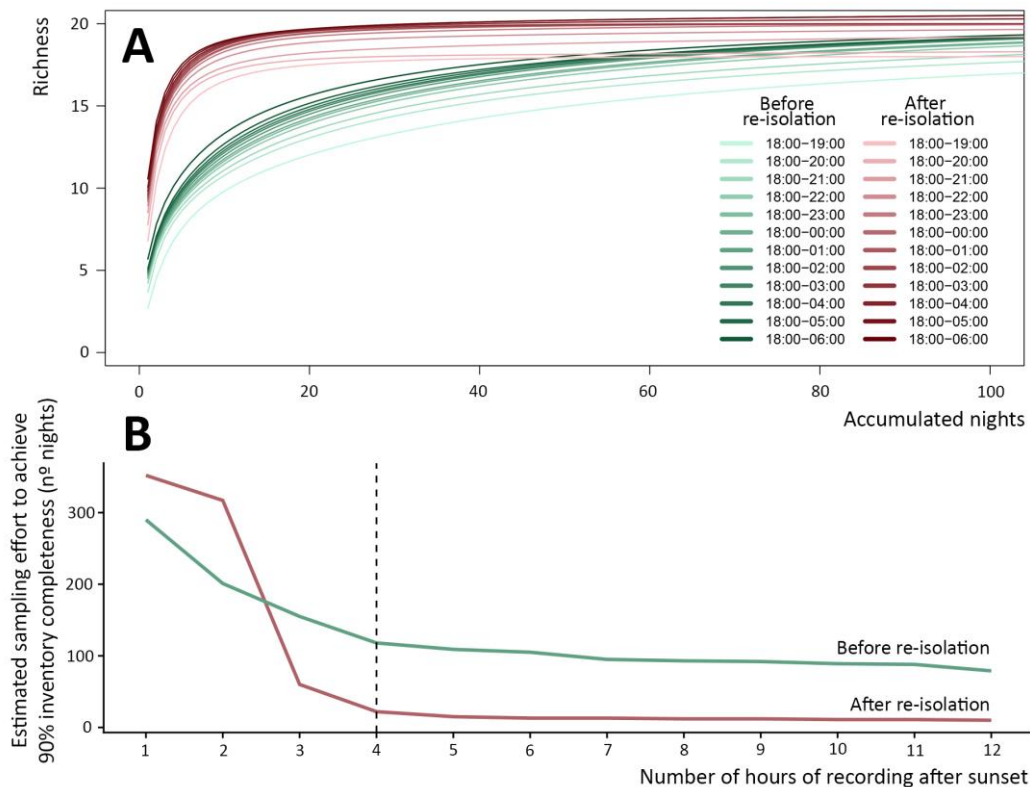 A
Richness
20
15
10
5
0
Before
re-isolation
After
re-isolation
18:00–19:00 18:00–19:00
18:00–20:00 18:00–20:00
18:00–21:00 18:00–21:00
18:00–22:00 18:00–22:00
18:00–23:00 18:00–23:00
18:00–00:00 18:00–00:00
18:00–01:00 18:00–01:00
18:00–02:00 18:00–02:00
18:00–03:00 18:00–03:00
18:00–04:00 18:00–04:00
18:00–05:00 18:00–05:00
18:00–06:00 18:00–06:00
0 20 40 60 80 100
Accumulated nights
B
Estimated sampling effort to achieve
90% inventory completeness (nº nights)
300
200
100
0
Before re-isolation
After re-isolation
1 2 3 4 5 6 7 8 9 10 11 12
Number of hours of recording after sunset